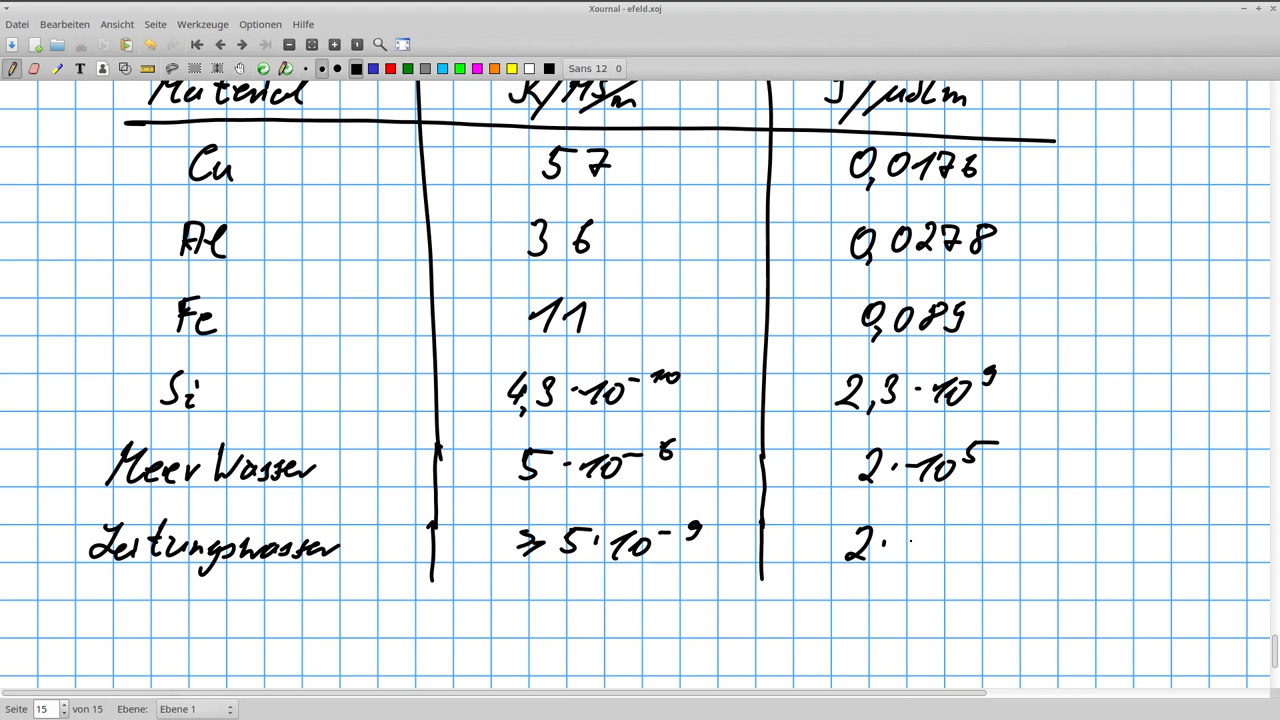 Xournal - efeld.xoj
Datei Bearbeiten Ansicht Seite Werkzeuge Optionen Hilfe
Sans 12 0
Material
Cu 57 0,0176
Al 36 0,0278
Fe 11 0,089
Si 4,3 · 10⁻¹⁰ 2,3 · 10⁹
Meer Wasser 5 · 10⁻⁶ 2 · 10⁵
Leitungswasser ≥ 5 · 10⁻⁹ 2 ·
Seite 15 von 15 Ebene: Ebene 1